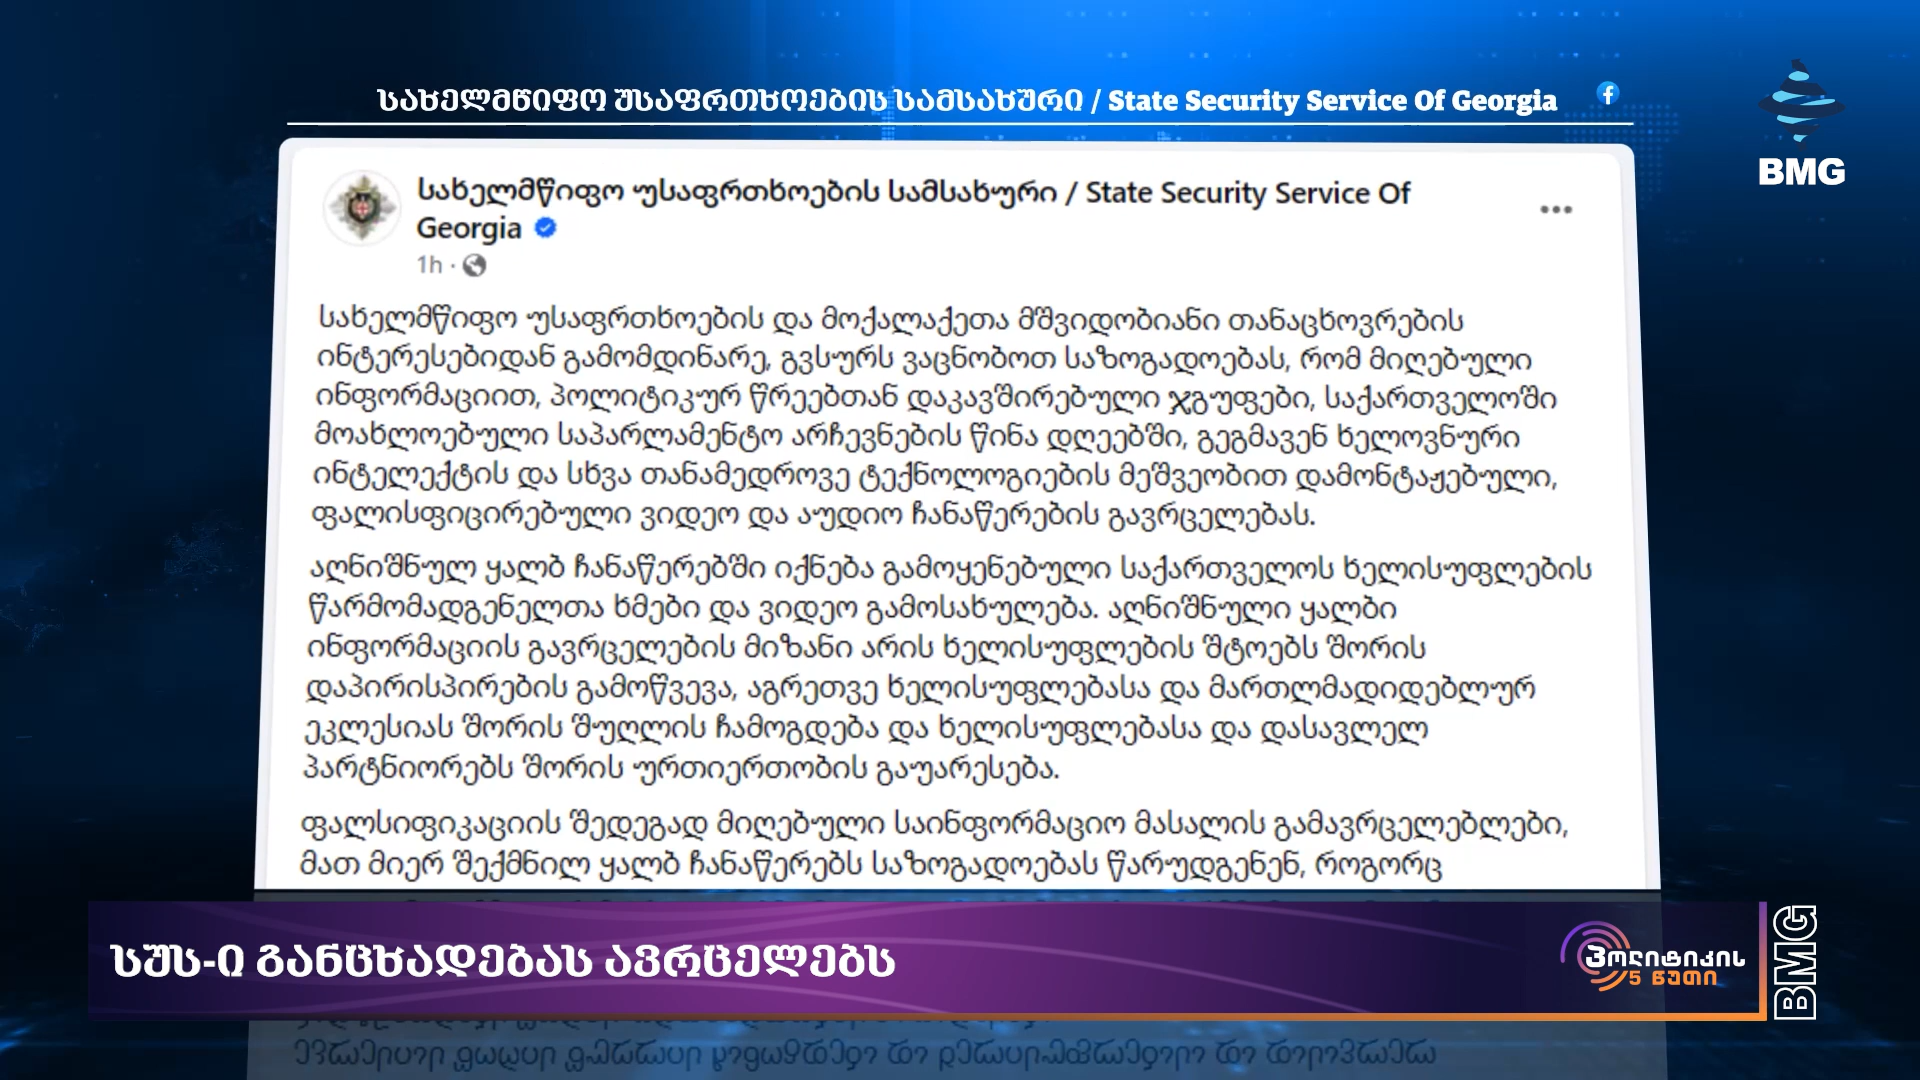 სახელმწიფო უსაფრთხოების სამსახური / State Security Service Of Georgia
BMG
სახელმწიფო უსაფრთხოების სამსახური / State Security Service Of
Georgia
1h ·
სახელმწიფო უსაფრთხოების და მოქალაქეთა მშვიდობიანი თანაცხოვრების
ინტერესებიდან გამომდინარე, გვსურს ვაცნობოთ საზოგადოებას, რომ მიღებული
ინფორმაციით, პოლიტიკურ წრეებთან დაკავშირებული ჯგუფები, საქართველოში
მოახლოებული საპარლამენტო არჩევნების წინა დღეებში, გეგმავენ ხელოვნური
ინტელექტის და სხვა თანამედროვე ტექნოლოგიების მეშვეობით დამონტაჟებული,
ფალისფიცირებული ვიდეო და აუდიო ჩანაწერების გავრცელებას.
აღნიშნულ ყალბ ჩანაწერებში იქნება გამოყენებული საქართველოს ხელისუფლების
წარმომადგენელთა ხმები და ვიდეო გამოსახულება. აღნიშნული ყალბი
ინფორმაციის გავრცელების მიზანი არის ხელისუფლების შტოებს შორის
დაპირისპირების გამოწვევა, აგრეთვე ხელისუფლებასა და მართლმადიდებლურ
ეკლესიას შორის შუღლის ჩამოგდება და ხელისუფლებასა და დასავლელ
პარტნიორებს შორის ურთიერთობის გაუარესება.
ფალსიფიკაციის შედეგად მიღებული საინფორმაციო მასალის გამავრცელებლები,
მათ მიერ შექმნილ ყალბ ჩანაწერებს საზოგადოებას წარუდგენენ, როგორც
სუს-ი განცხადებას ავრცელებს
პოლიტიკის
5 წუთი
BMG